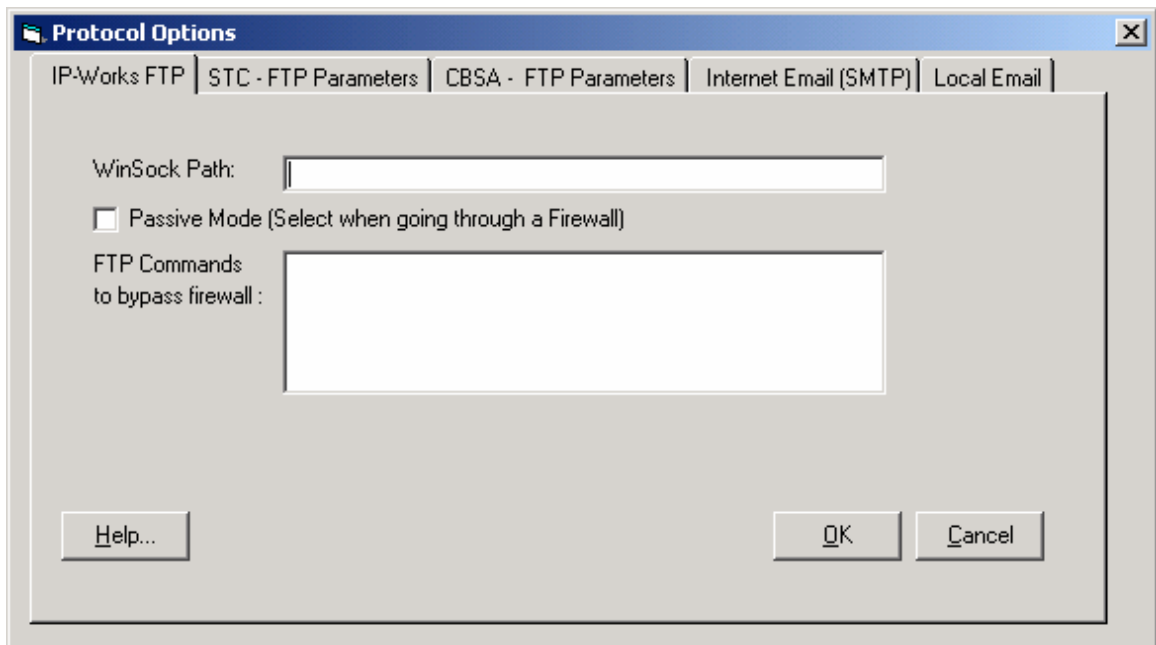 Protocol Options
IP-Works FTP
STC - FTP Parameters
CBSA -  FTP Parameters
Internet Email (SMTP)
Local Email
WinSock Path:
Passive Mode (Select when going through a Firewall)
FTP Commands
to bypass firewall :
Help...
OK
Cancel